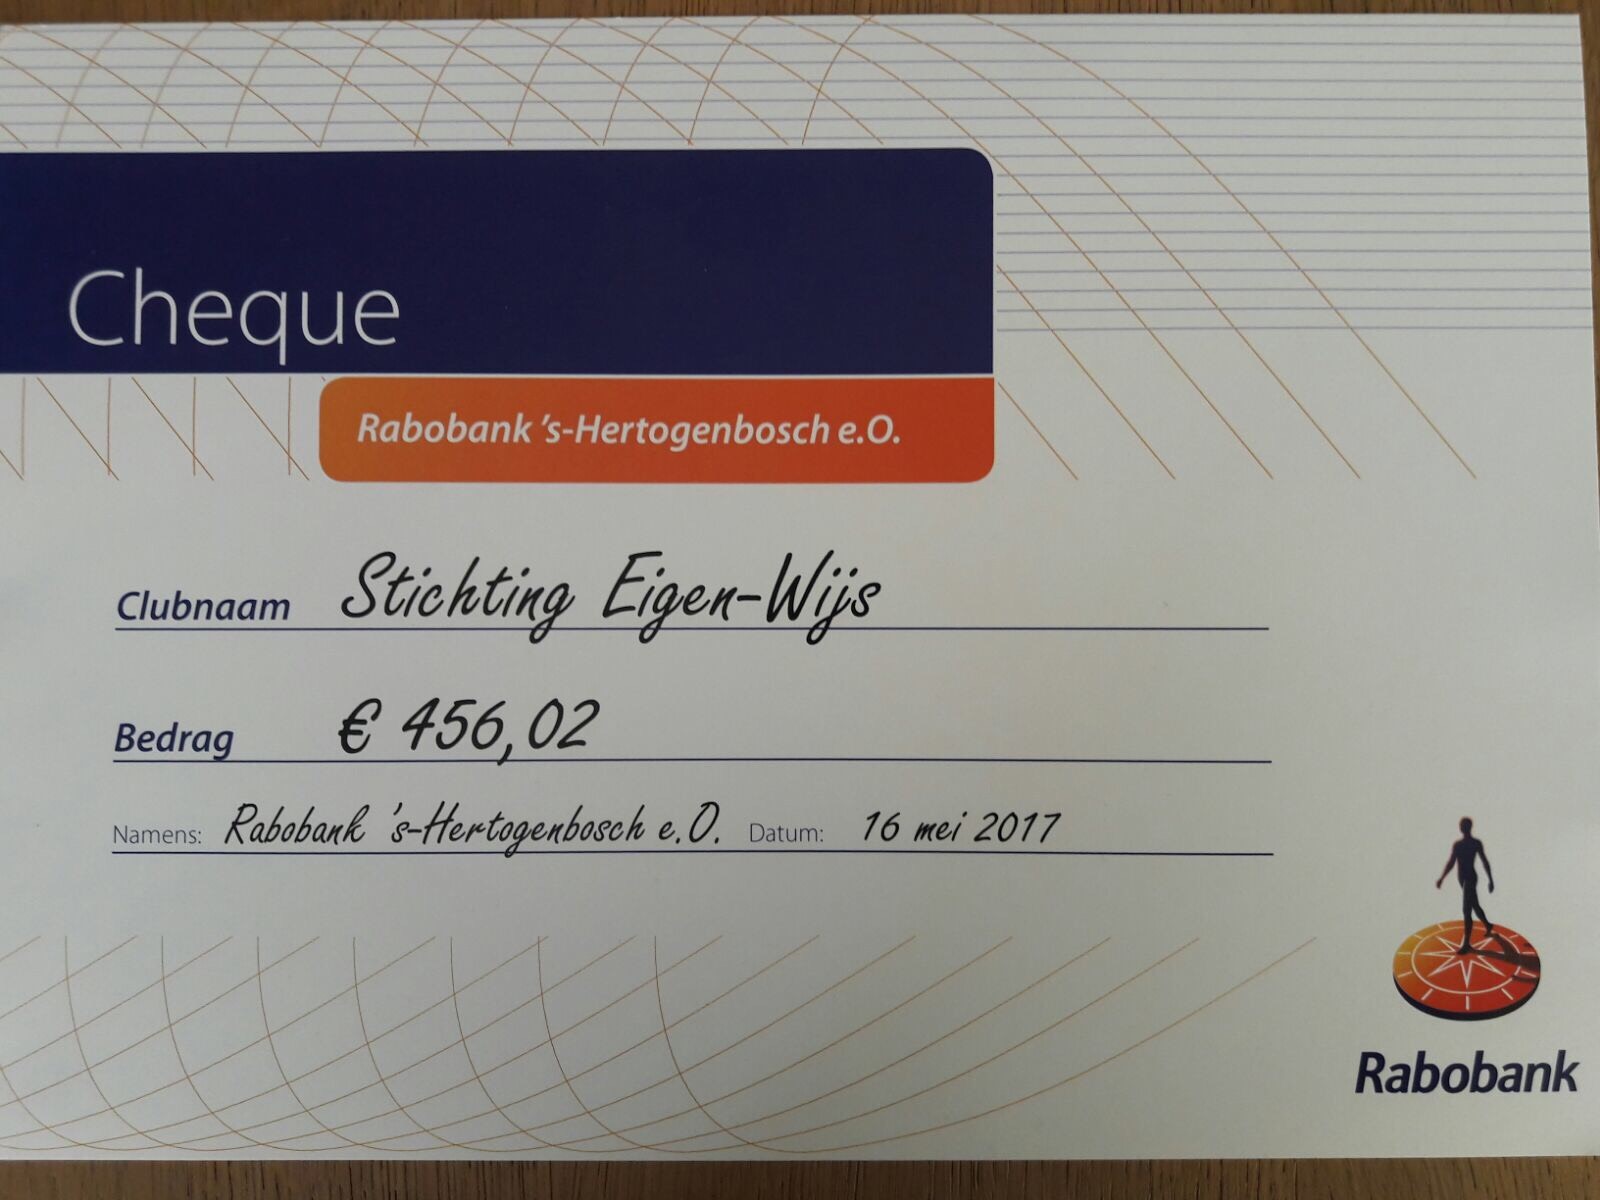 Cheque
Rabobank 's-Hertogenbosch e.O.
Clubnaam Stichting Eigen-Wijs
Bedrag € 456,02
Namens: Rabobank 's-Hertogenbosch e.O. Datum: 16 mei 2017
Rabobank